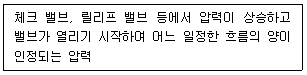 체크 밸브, 릴리프 밸브 등에서 압력이 상승하고
밸브가 열리기 시작하여 어느 일정한 흐름의 양이
인정되는 압력